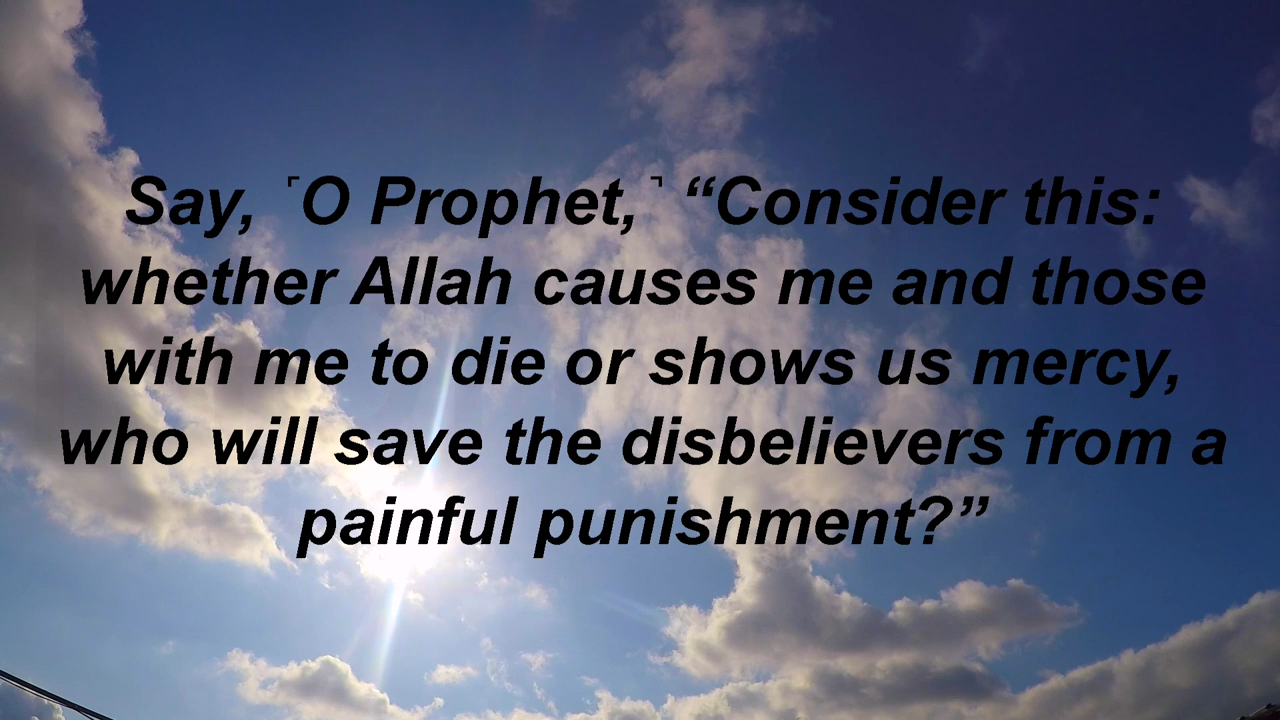 Say, ˹O Prophet,˺ “Consider this:
whether Allah causes me and those
with me to die or shows us mercy,
who will save the disbelievers from a
painful punishment?”